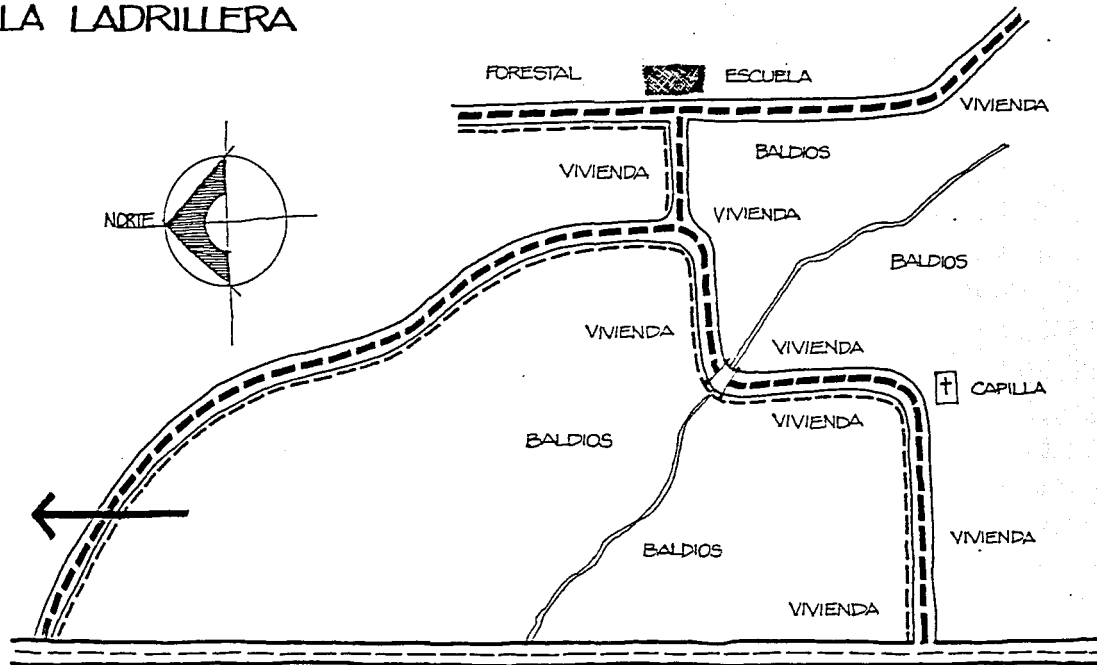 LA LADRILLERA
FORESTAL
ESCUELA
VIVIENDA
BALDIOS
VIVIENDA
NORTE
VIVIENDA
BALDIOS
VIVIENDA
VIVIENDA
CAPILLA
VIVIENDA
BALDIOS
VIVIENDA
BALDIOS
VIVIENDA